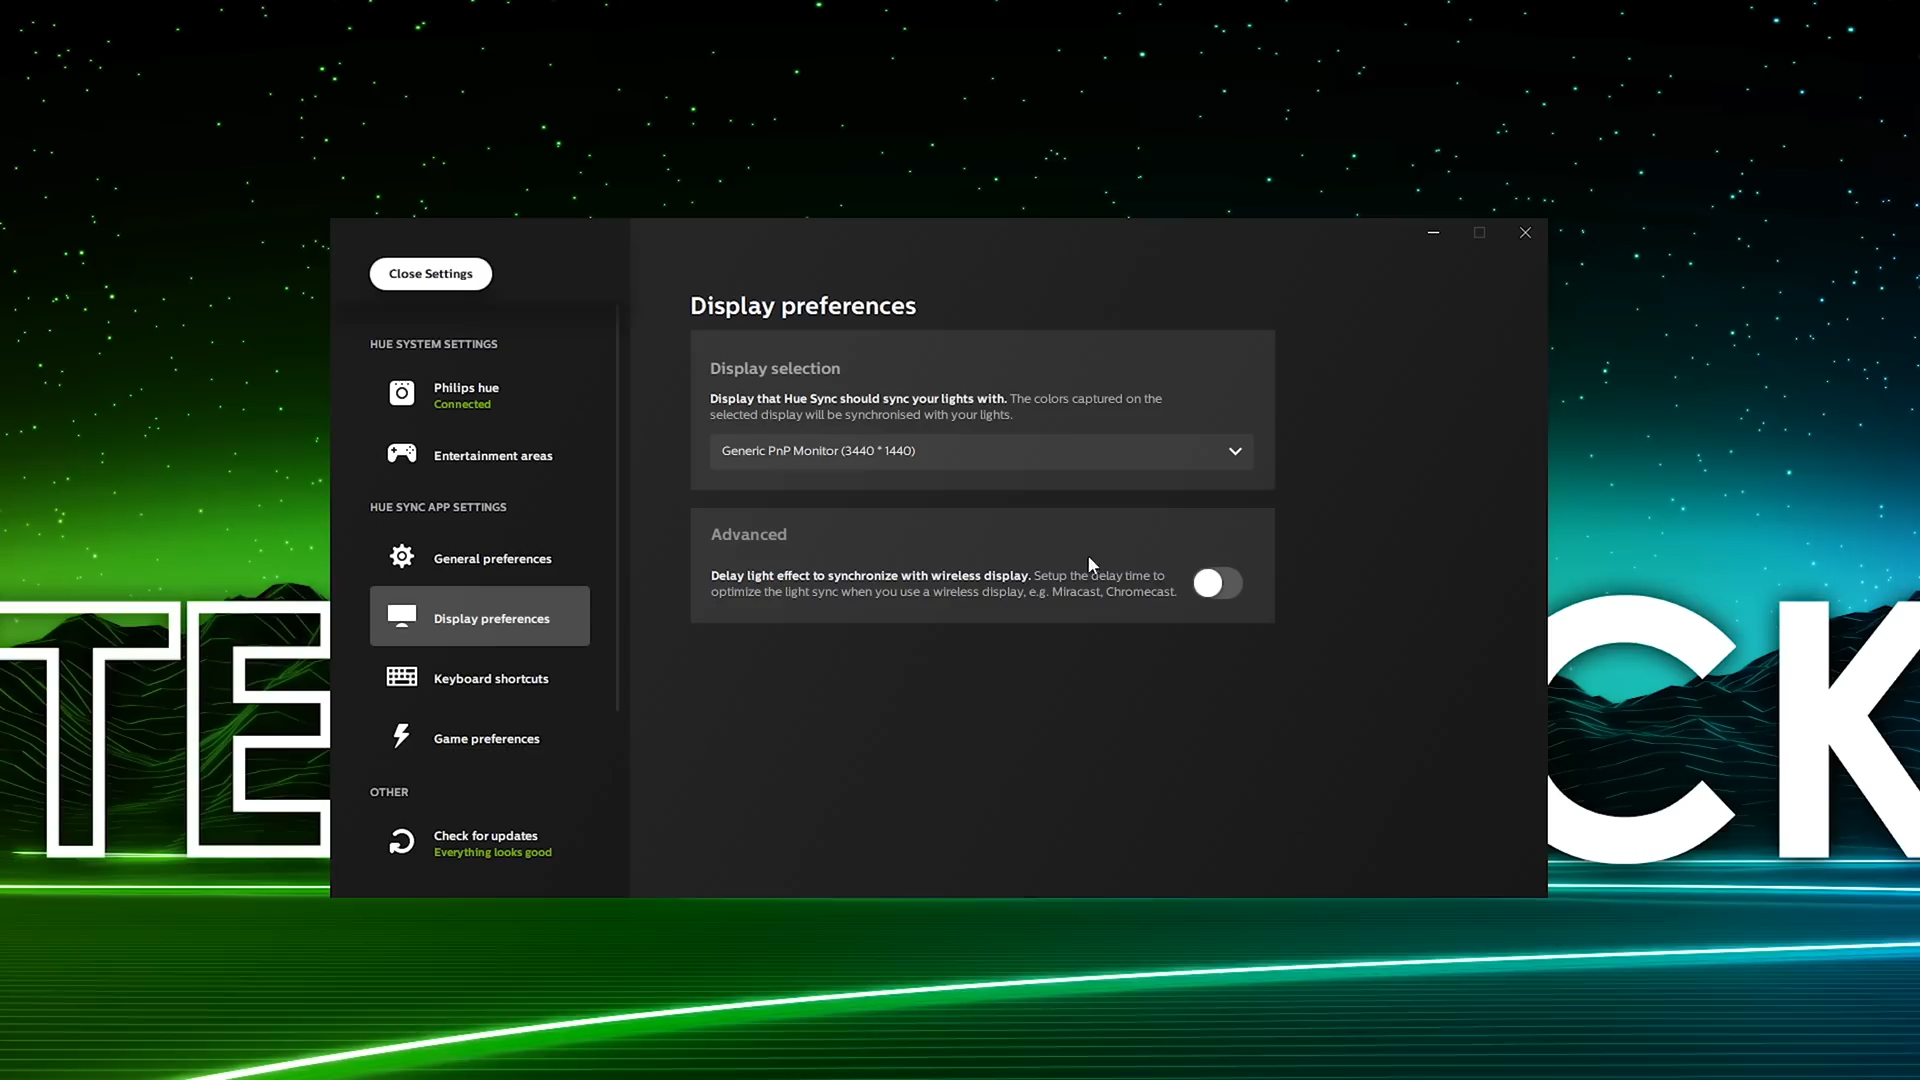 Close Settings
HUE SYSTEM SETTINGS
Philips hue
Connected
Entertainment areas
HUE SYNC APP SETTINGS
General preferences
Display preferences
Keyboard shortcuts
Game preferences
OTHER
Check for updates
Everything looks good
Display preferences
Display selection
Display that Hue Sync should sync your lights with. The colors captured on the
selected display will be synchronised with your lights.
Generic PnP Monitor (3440 * 1440)
Advanced
Delay light effect to synchronize with wireless display. Setup the delay time to
optimize the light sync when you use a wireless display, e.g. Miracast, Chromecast.
TE
CK